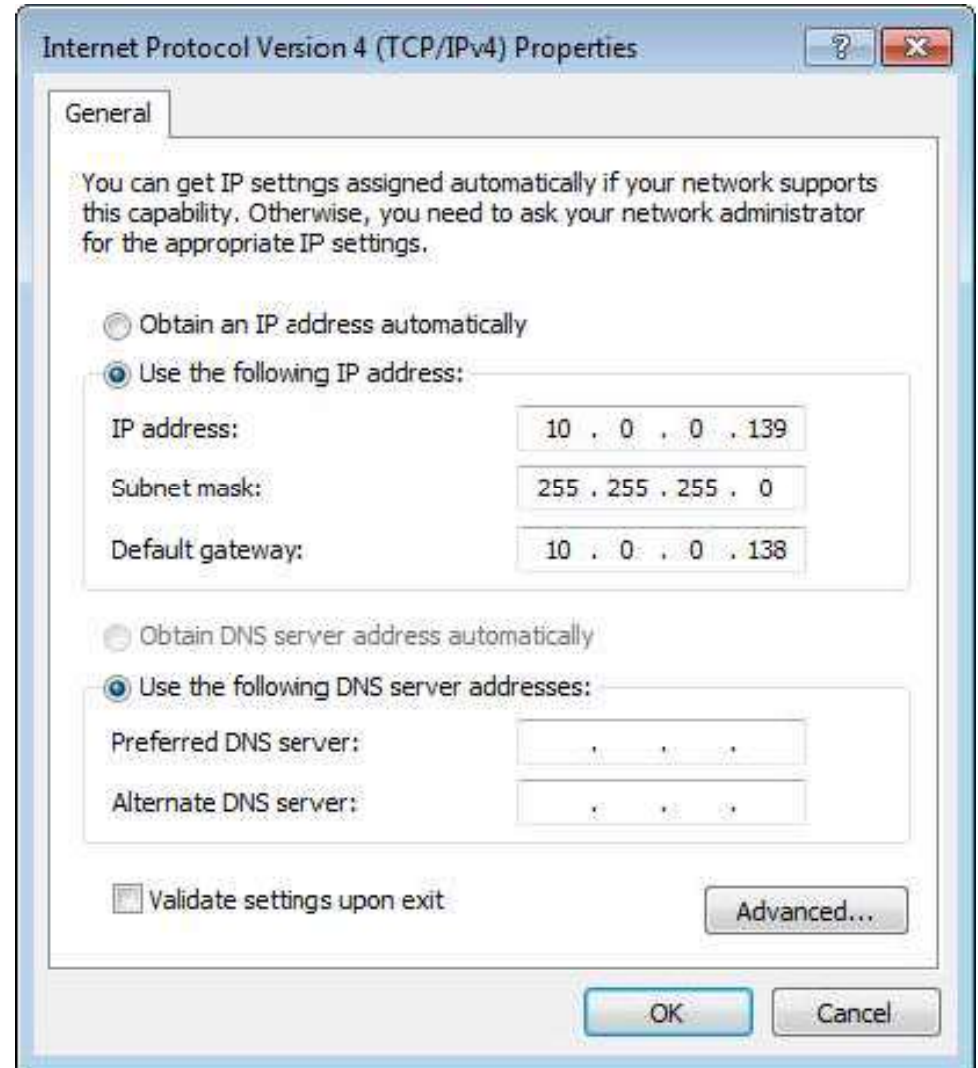 Internet Protocol Version 4 (TCP/IPv4) Properties
General
You can get IP settngs assigned automatically if your network supports
this capability. Otherwise, you need to ask your network administrator
for the appropriate IP settings.
Obtain an IP address automatically
Use the following IP address:
IP address: 10 . 0 . 0 . 139
Subnet mask: 255 . 255 . 255 . 0
Default gateway: 10 . 0 . 0 . 138
Obtain DNS server address automatically
Use the following DNS server addresses:
Preferred DNS server: . . .
Alternate DNS server: . . .
Validate settings upon exit
Advanced...
OK Cancel